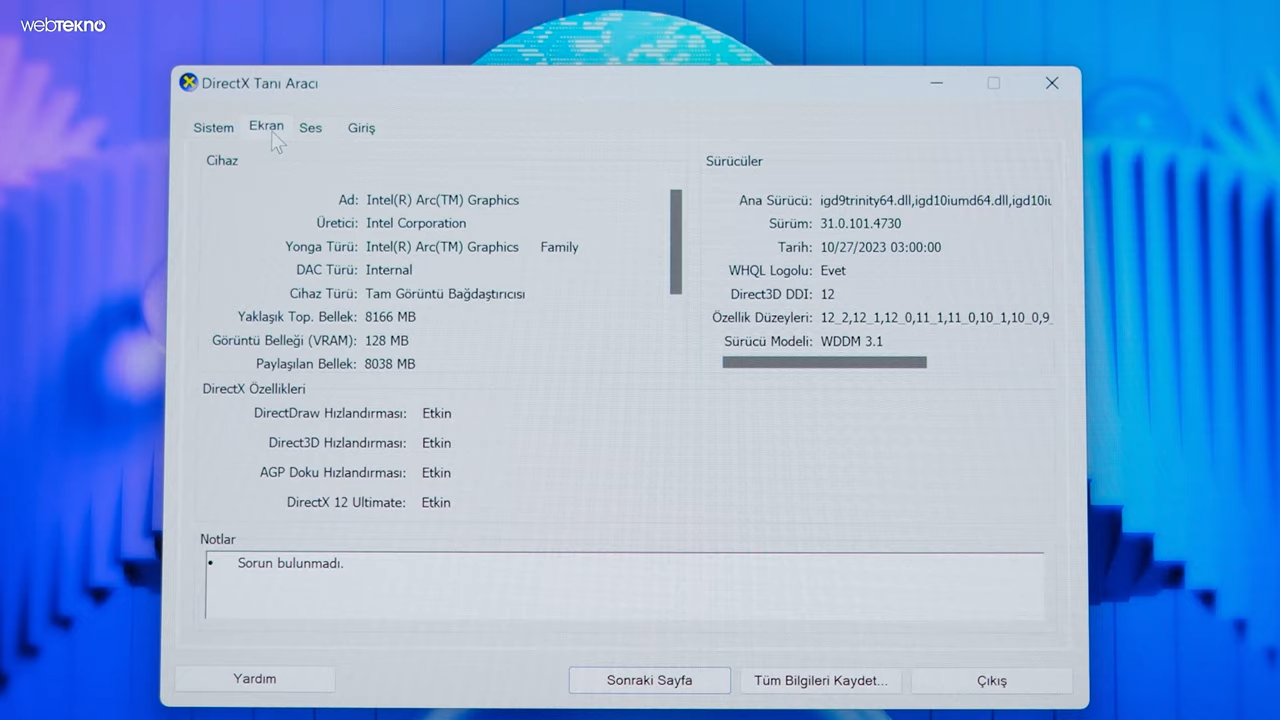 webtekno
DirectX Tanı Aracı
Sistem Ekran Ses Giriş
Cihaz
Ad: Intel(R) Arc(TM) Graphics
Üretici: Intel Corporation
Yonga Türü: Intel(R) Arc(TM) Graphics Family
DAC Türü: Internal
Cihaz Türü: Tam Görüntü Bağdaştırıcısı
Yaklaşık Top. Bellek: 8166 MB
Görüntü Belleği (VRAM): 128 MB
Paylaşılan Bellek: 8038 MB
Sürücüler
Ana Sürücü: igd9trinity64.dll,igd10iumd64.dll,igd10iu
Sürüm: 31.0.101.4730
Tarih: 10/27/2023 03:00:00
WHQL Logolu: Evet
Direct3D DDI: 12
Özellik Düzeyleri: 12_2,12_1,12_0,11_1,11_0,10_1,10_0,9_
Sürücü Modeli: WDDM 3.1
DirectX Özellikleri
DirectDraw Hızlandırması: Etkin
Direct3D Hızlandırması: Etkin
AGP Doku Hızlandırması: Etkin
DirectX 12 Ultimate: Etkin
Notlar
• Sorun bulunmadı.
Yardım Sonraki Sayfa Tüm Bilgileri Kaydet... Çıkış